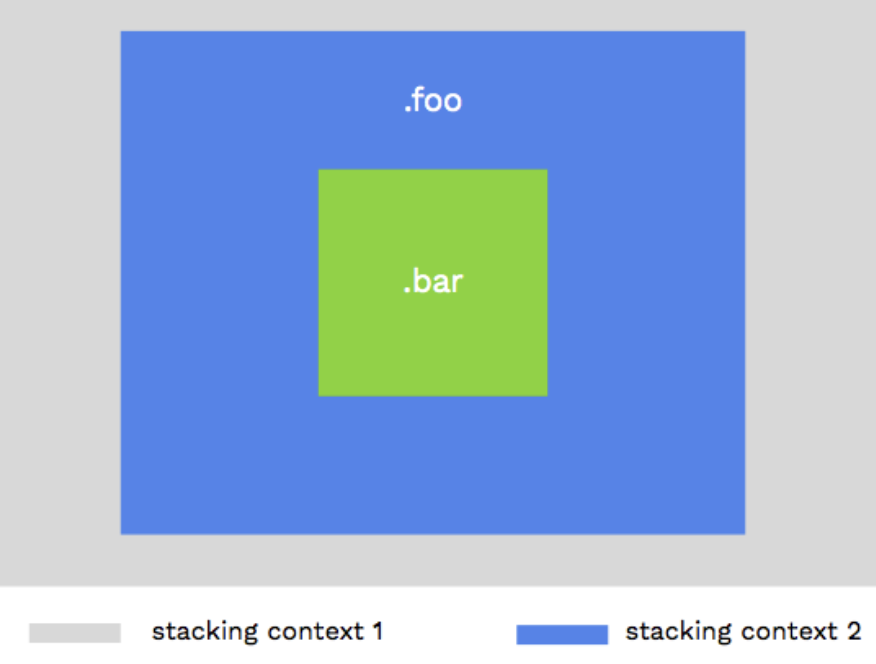 .foo
.bar
stacking context 1
stacking context 2